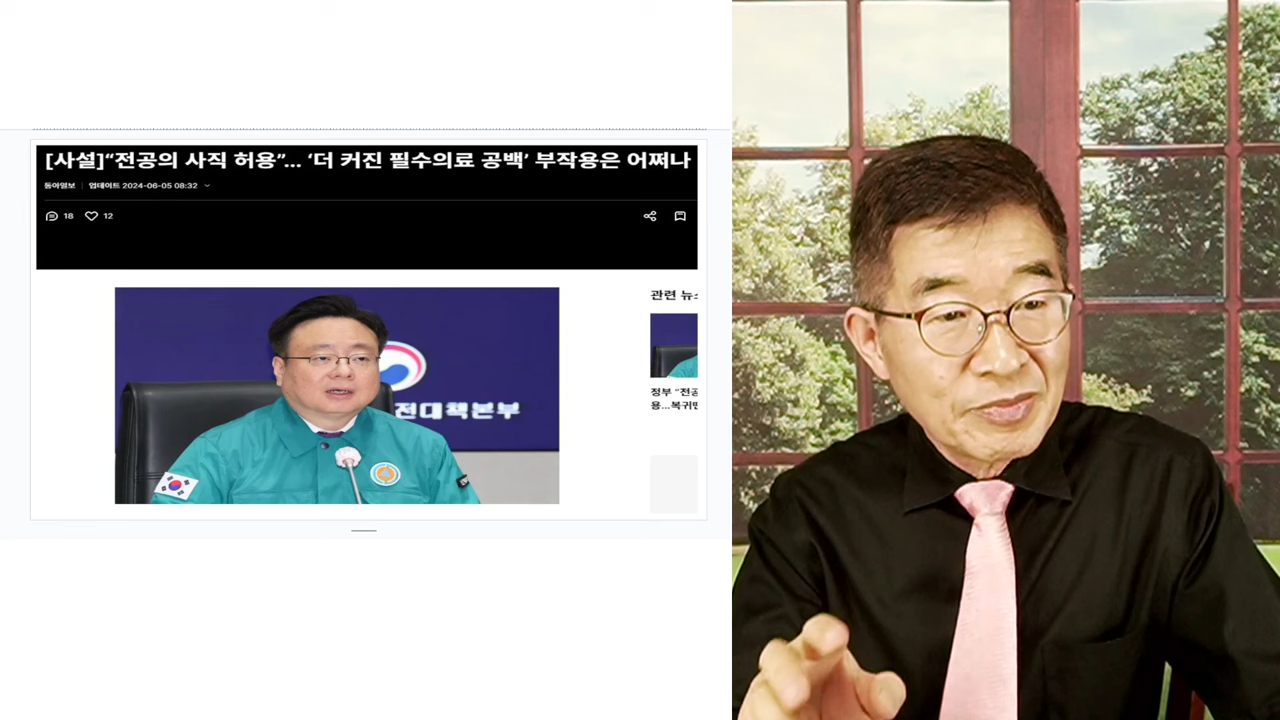 [사설]“전공의 사직 허용”... ‘더 커진 필수의료 공백’ 부작용은 어쩌나
동아일보 | 업데이트 2024-06-05 08:32
18 12
관련 뉴스
전대책본부
정부 “전공
용...복귀땐